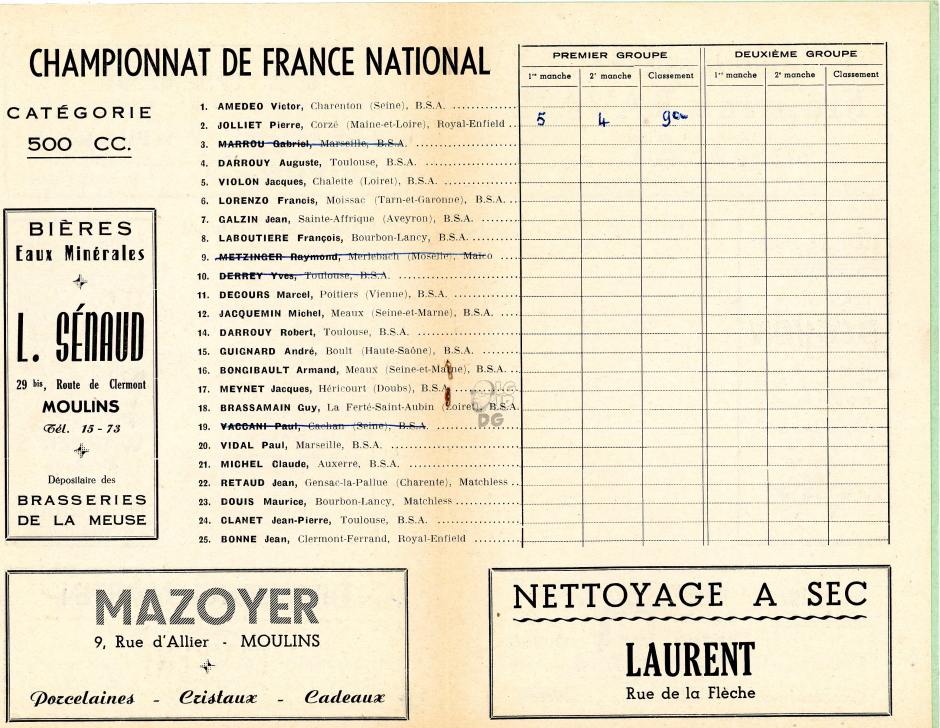 CHAMPIONNAT DE FRANCE NATIONAL
CATÉGORIE
500 CC.
PREMIER GROUPE
DEUXIÈME GROUPE
1re manche 2e manche Classement 1re manche 2e manche Classement
1. AMEDEO Victor, Charenton (Seine), B.S.A.
2. JOLLIET Pierre, Corzé (Maine-et-Loire), Royal-Enfield 5 4
3. MARROU Gabriel, Marseille, B.S.A.
4. DARROUY Auguste, Toulouse, B.S.A.
5. VIOLON Jacques, Chalette (Loiret), B.S.A.
6. LORENZO Francis, Moissac (Tarn-et-Garonne), B.S.A.
7. GALZIN Jean, Sainte-Affrique (Aveyron), B.S.A.
8. LABOUTIERE François, Bourbon-Lancy, B.S.A.
9. METZINGER Raymond, Merlebach (Moselle), Maico
10. DERREY Yves, Toulouse, B.S.A.
11. DECOURS Marcel, Poitiers (Vienne), B.S.A.
12. JACQUEMIN Michel, Meaux (Seine-et-Marne), B.S.A.
14. DARROUY Robert, Toulouse, B.S.A.
15. GUIGNARD André, Boult (Haute-Saône), B.S.A.
16. BONGIBAULT Armand, Meaux (Seine-et-Marne), B.S.A.
17. MEYNET Jacques, Héricourt (Doubs), B.S.A.
18. BRASSAMAIN Guy, La Ferté-Saint-Aubin (Loiret), B.S.A.
19. VACCANI Paul, Cachan (Seine), B.S.A.
20. VIDAL Paul, Marseille, B.S.A.
21. MICHEL Claude, Auxerre, B.S.A.
22. RETAUD Jean, Gensac-la-Pallue (Charente), Matchless
23. DOUIS Maurice, Bourbon-Lancy, Matchless
24. CLANET Jean-Pierre, Toulouse, B.S.A.
25. BONNE Jean, Clermont-Ferrand, Royal-Enfield
BIÈRES
Eaux Minérales
L. SÉNAUD
29 bis, Route de Clermont
MOULINS
Tél. 15-73
Dépositaire des
BRASSERIES
DE LA MEUSE
MAZOYER
9, Rue d'Allier - MOULINS
Porcelaines - Cristaux - Cadeaux
NETTOYAGE A SEC
LAURENT
Rue de la Flèche